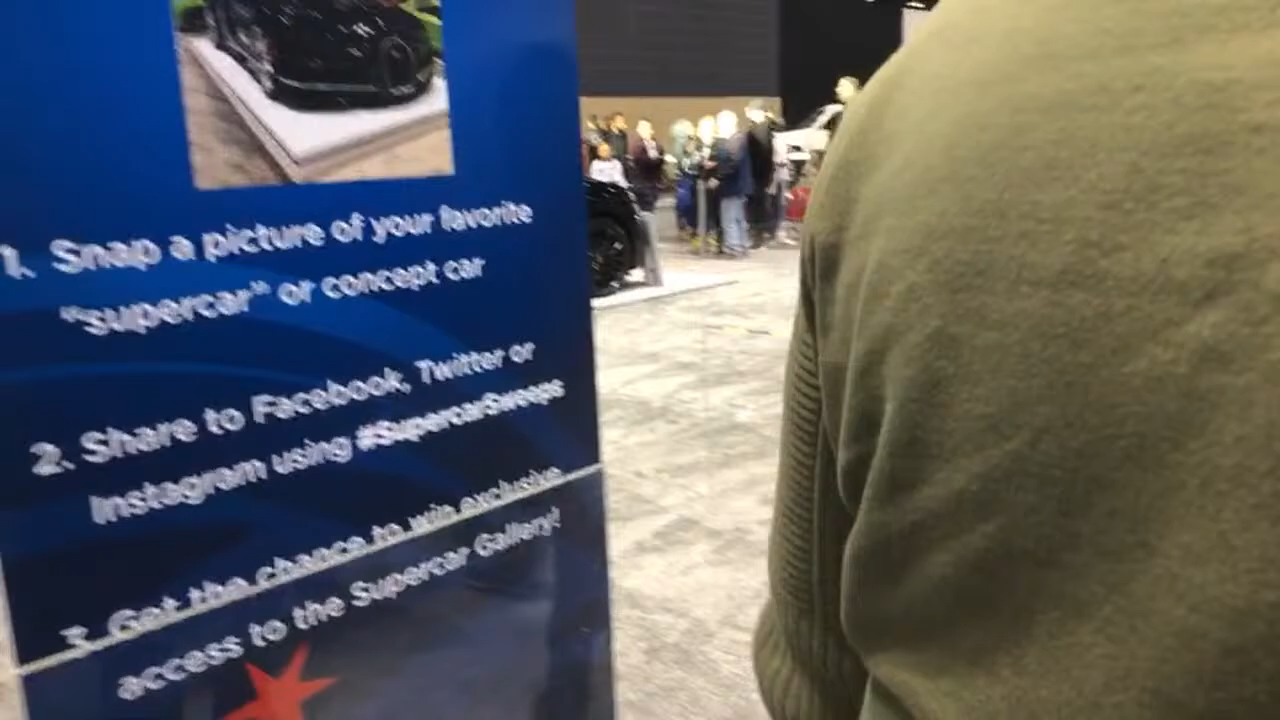 1. Snap a picture of your favorite
"supercar" or concept car
2. Share to Facebook, Twitter or
Instagram using #SupercarSweeps
3. Get the chance to win exclusive
access to the Supercar Gallery!